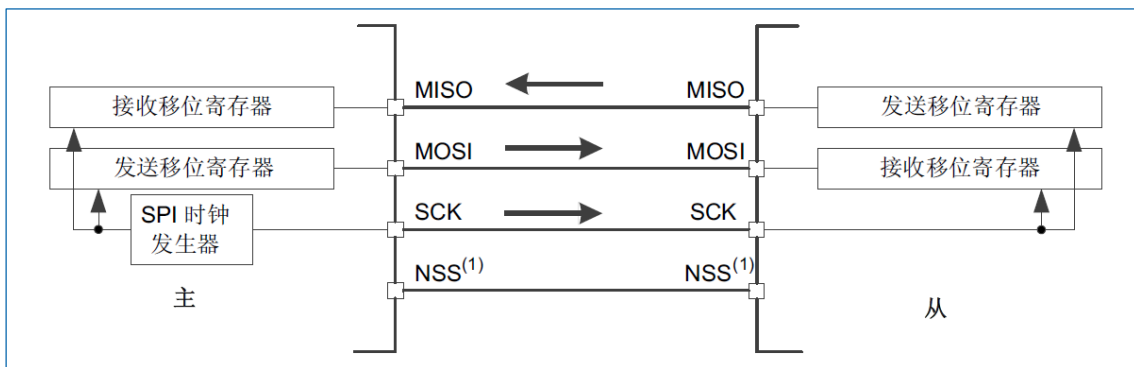 MISO MISO
接收移位寄存器 发送移位寄存器
MOSI MOSI
发送移位寄存器 接收移位寄存器
SPI 时钟
发生器
SCK SCK
NSS(1) NSS(1)
主 从